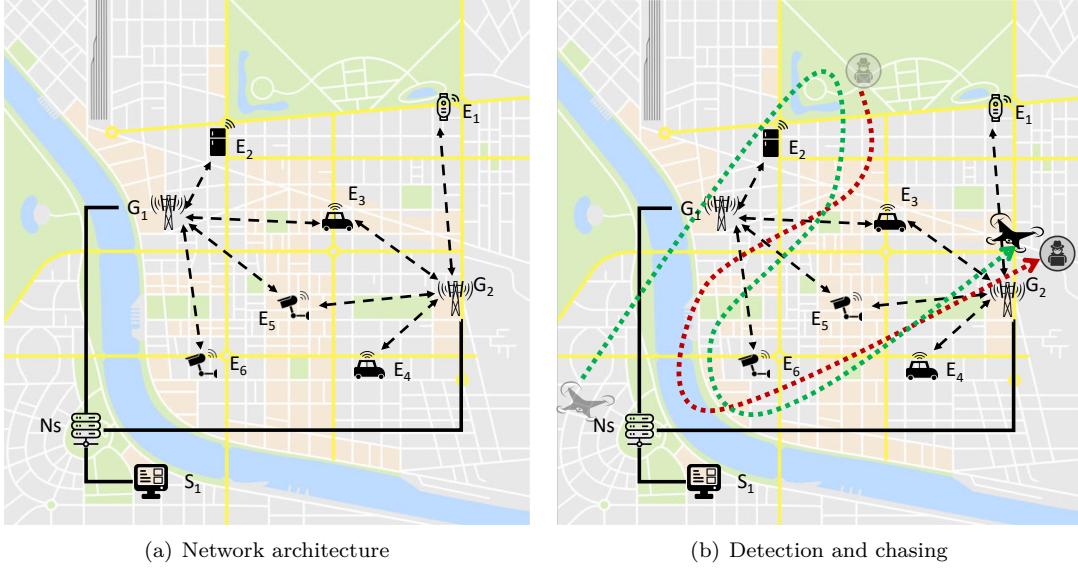 E1
E2
E3
G1
G2
E5
E4
E6
Ns
S1
E1
E2
E3
G1
G2
E5
E4
E6
Ns
S1
(a) Network architecture
(b) Detection and chasing